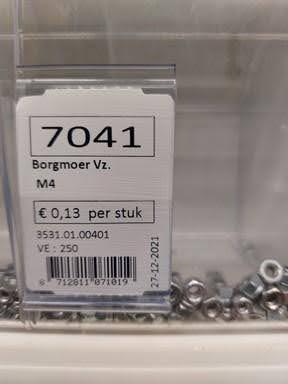 7041
Borgmoer Vz.
M4
€ 0,13 per stuk
3531.01.00401
VE : 250
8 712811 071019
27-12-2021